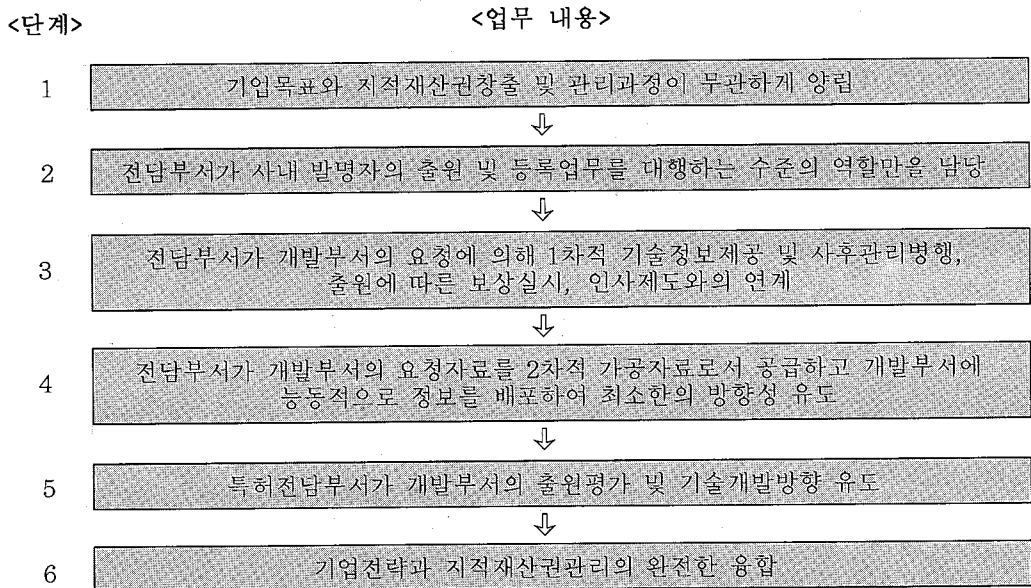 <단계>
<업무 내용>
1
기업목표와 지적재산권창출 및 관리과정이 무관하게 양립
⇩
2
전담부서가 사내 발명자의 출원 및 등록업무를 대행하는 수준의 역할만을 담당
⇩
3
전담부서가 개발부서의 요청에 의해 1차적 기술정보제공 및 사후관리병행,
출원에 따른 보상실시, 인사제도와의 연계
⇩
4
전담부서가 개발부서의 요청자료를 2차적 가공자료로서 공급하고 개발부서에
능동적으로 정보를 배포하여 최소한의 방향성 유도
⇩
5
특허전담부서가 개발부서의 출원평가 및 기술개발방향 유도
⇩
6
기업전략과 지적재산권관리의 완전한 융합